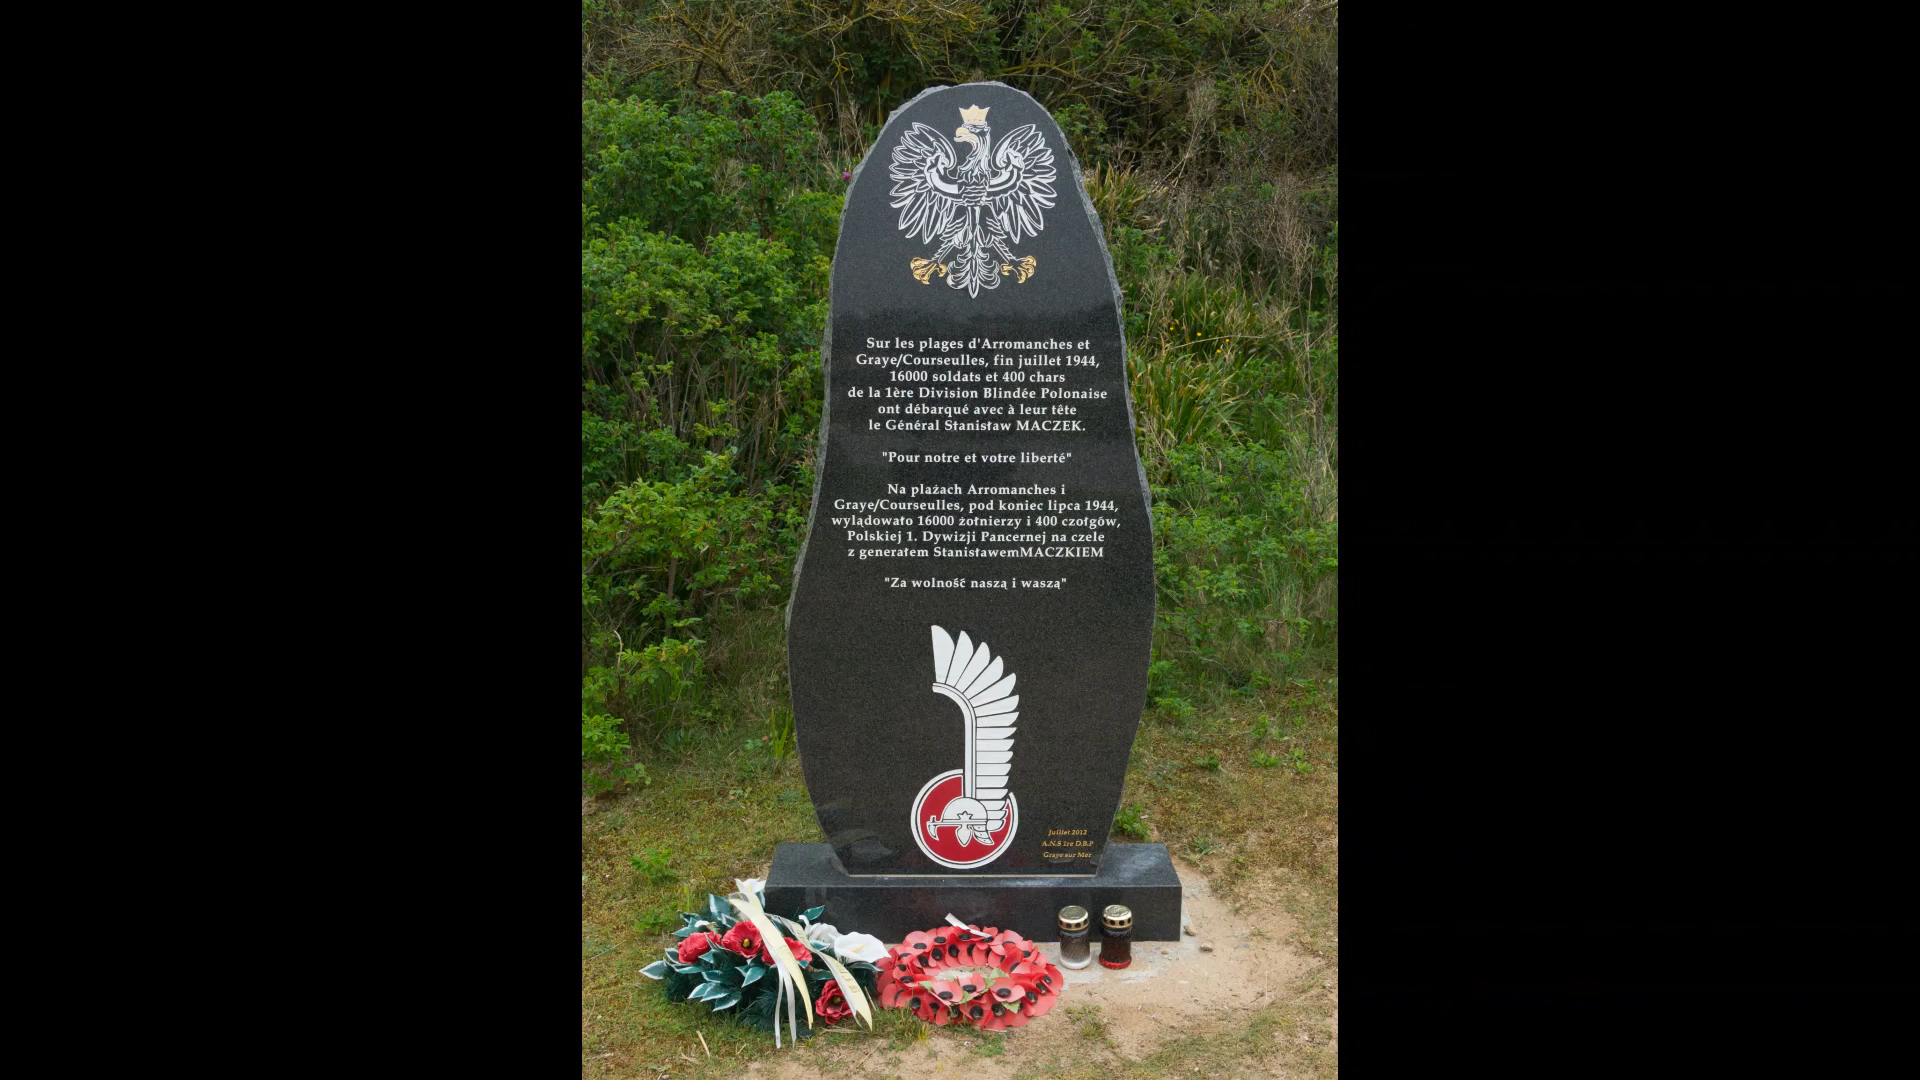 Sur les plages d'Arromanches et
Graye/Courseulles, fin juillet 1944,
16000 soldats et 400 chars
de la 1ère Division Blindée Polonaise
ont débarqué avec à leur tête
le Général Stanisław MACZEK.
"Pour notre et votre liberté"
Na plażach Arromanches i
Graye/Courseulles, pod koniec lipca 1944,
wylądowało 16000 żołnierzy i 400 czołgów,
Polskiej 1. Dywizji Pancernej na czele
z generałem StanisławemMACZKIEM
"Za wolność naszą i waszą"
Juillet 2012
A.N.S 1re D.B.P
Graye sur Mer